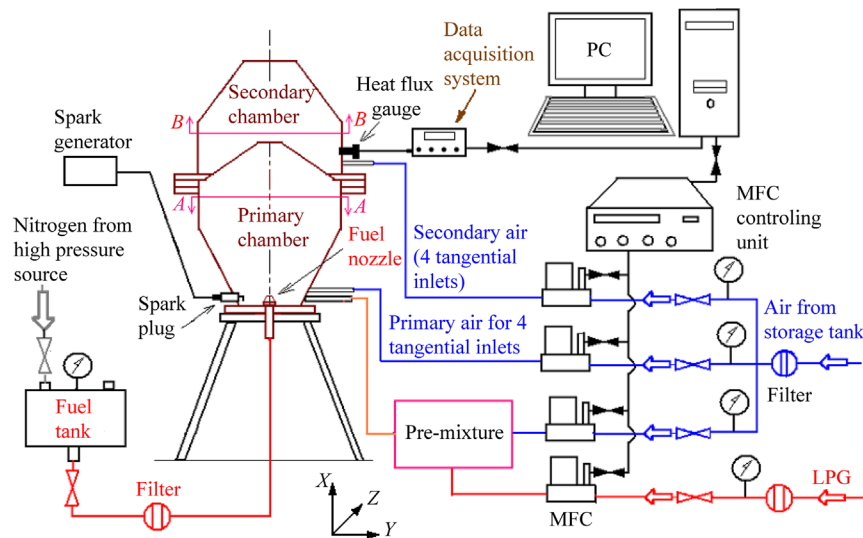 Data
acquisition
system
PC
Secondary
chamber
Heat flux
gauge
B
B
Spark
generator
A
A
Primary
chamber
Fuel
nozzle
MFC
controling
unit
Nitrogen from
high pressure
source
Secondary air
(4 tangential
inlets)
Spark
plug
Primary air for 4
tangential inlets
Air from
storage tank
Filter
Fuel
tank
Pre-mixture
Filter
X
Z
Y
MFC
LPG